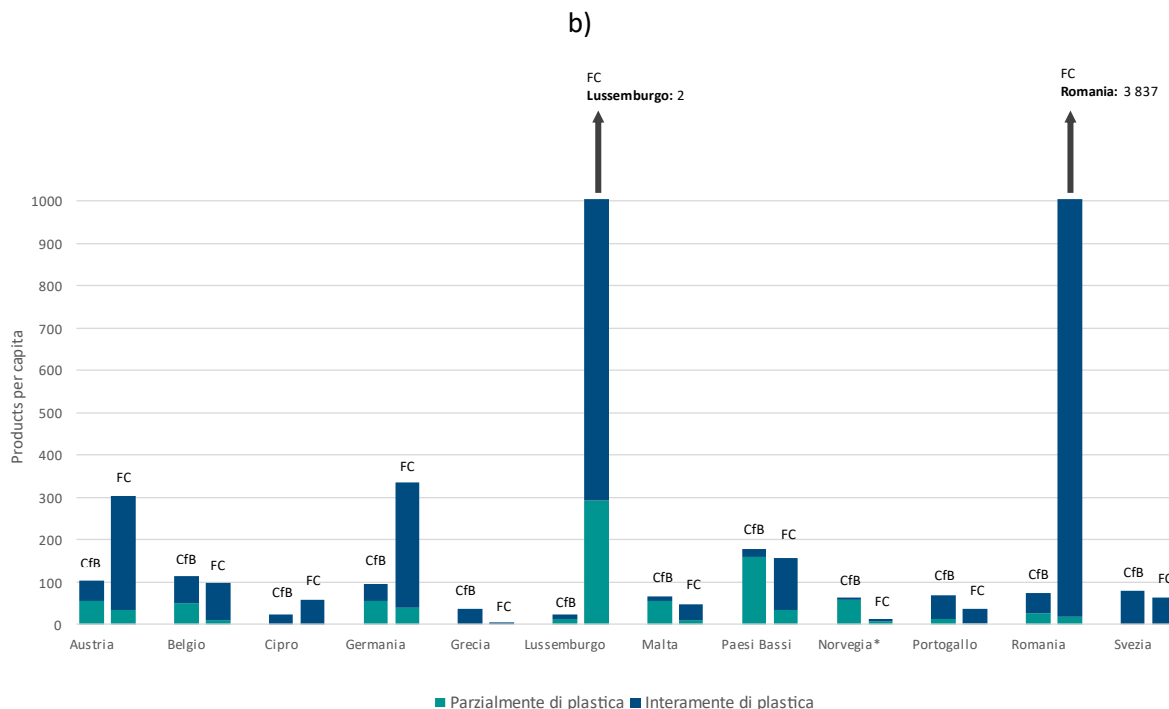 b)
FC
Lussemburgo: 2
FC
Romania: 3 837
1000
900
800
700
600
500
400
300
200
100
0
Products per capita
CfB
FC
CfB
FC
CfB
FC
CfB
FC
CfB
FC
CfB
CfB
FC
CfB
FC
CfB
FC
CfB
FC
CfB
CfB
FC
Austria
Belgio
Cipro
Germania
Grecia
Lussemburgo
Malta
Paesi Bassi
Norvegia*
Portogallo
Romania
Svezia
Parzialmente di plastica Interamente di plastica